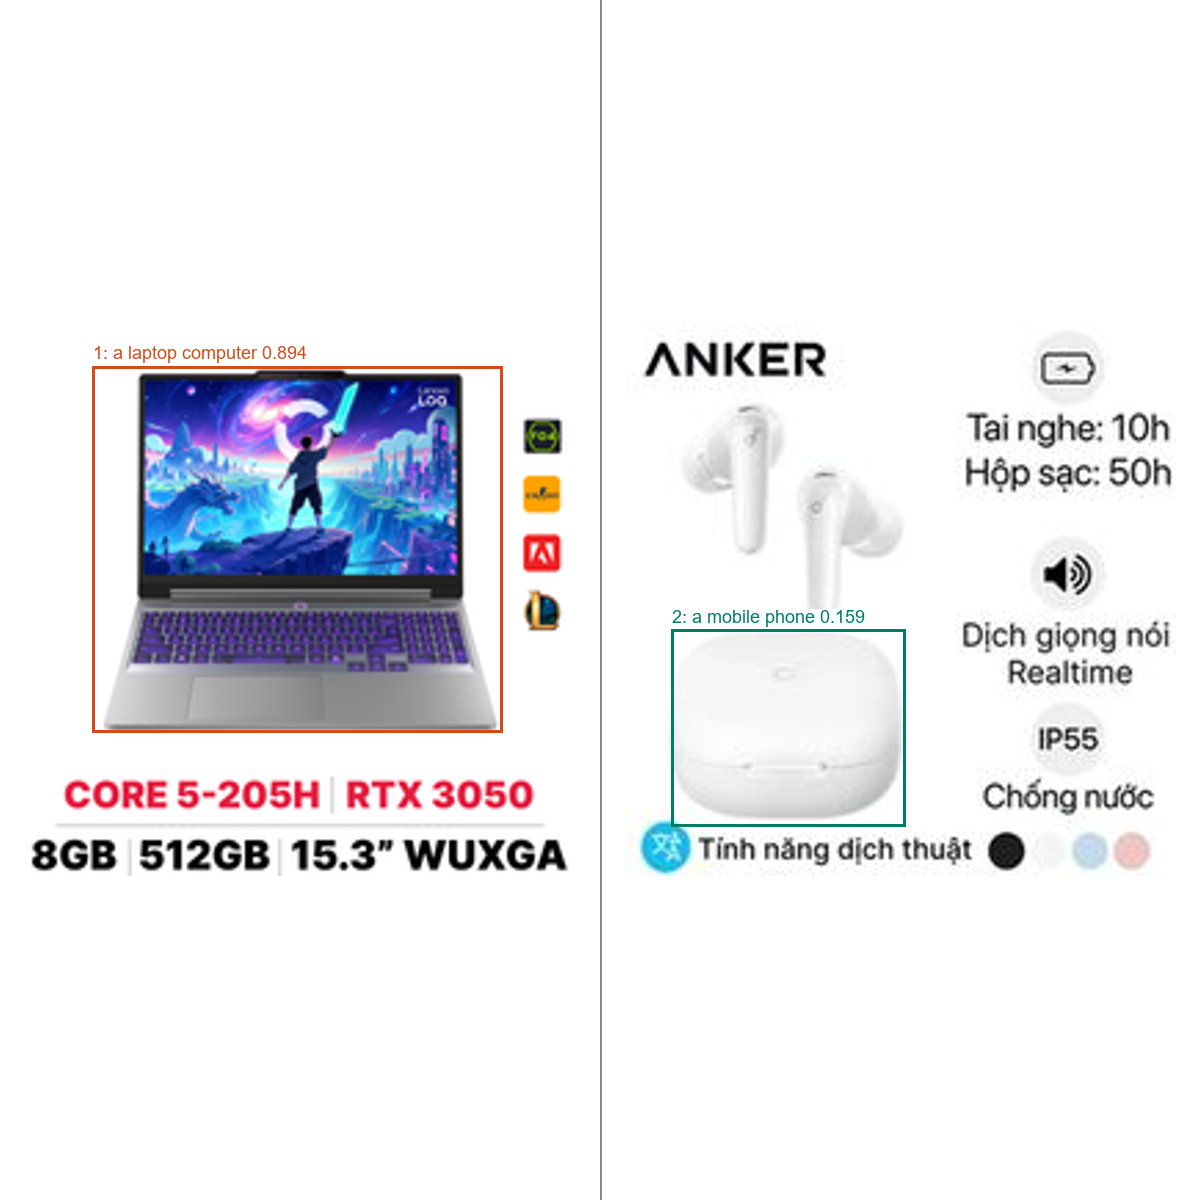 1: a laptop computer 0.894
Lenovo
LOQ
CORE 5-205H | RTX 3050
8GB | 512GB | 15.3” WUXGA
ANKER
Tai nghe: 10h
Hộp sạc: 50h
2: a mobile phone 0.159
Dịch giọng nói
Realtime
IP55
Chống nước
Tính năng dịch thuật